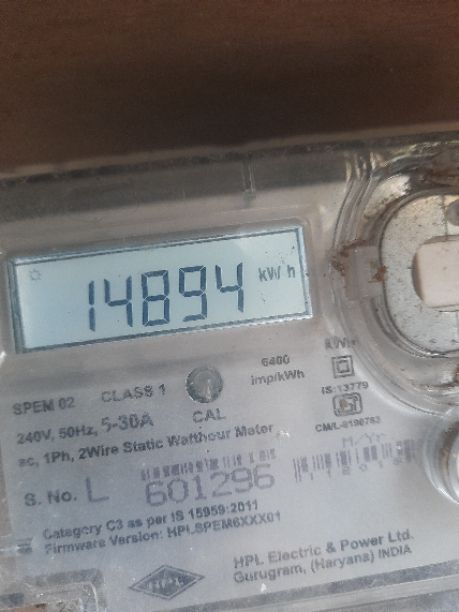 14894 kWh
6400
imp/kWh
SPEM 02 CLASS 1
IS:13779
240V, 50Hz, 5-30A CAL
ac, 1Ph, 2Wire Static Watthour Meter
S. No. L 601296
Category C3 as per IS 15959:2011
Firmware Version: HPLSPEM6XXX01
HPL
HPL Electric & Power Ltd.
Gurugram, (Haryana) INDIA